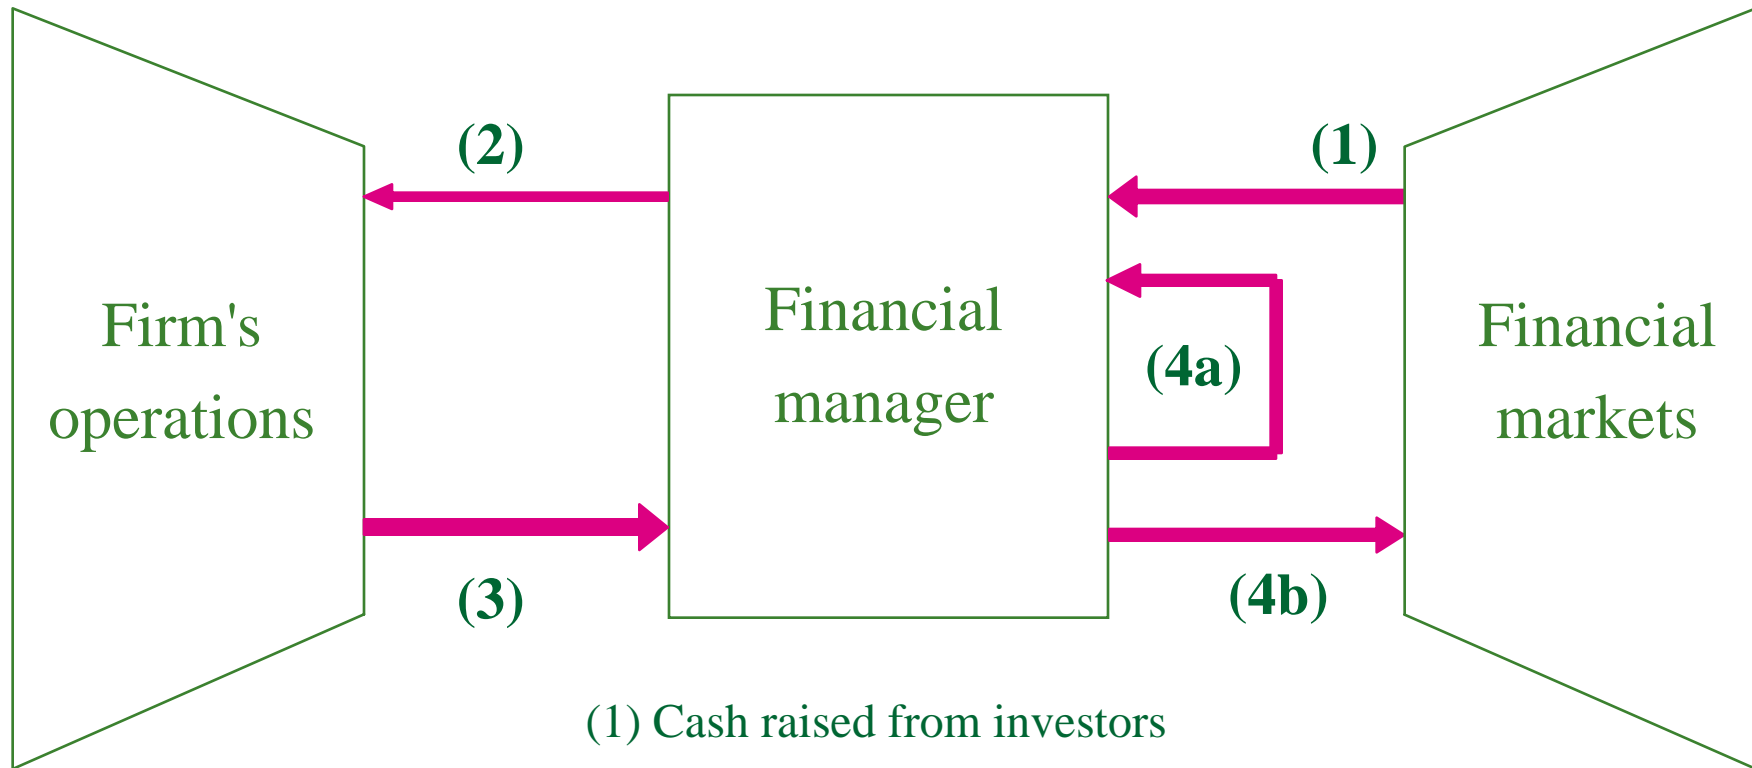 (2)
(1)
Firm's
operations
Financial
manager
(4a)
Financial
markets
(3)
(4b)
(1) Cash raised from investors